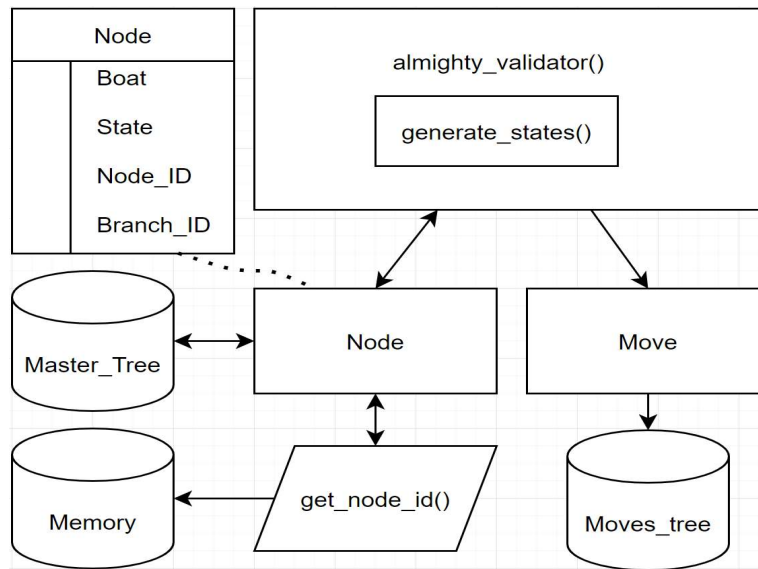 Node
Boat
State
Node_ID
Branch_ID
almighty_validator()
generate_states()
Master_Tree
Node
Move
Memory
get_node_id()
Moves_tree